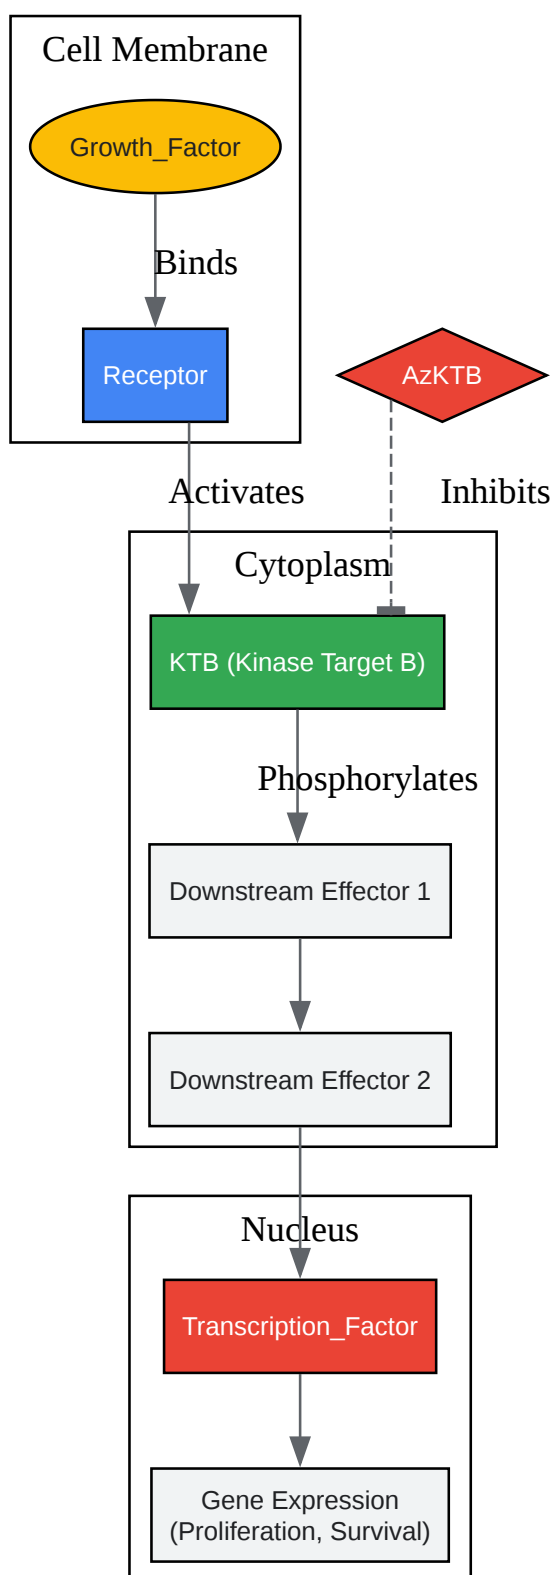 Cell Membrane
Growth_Factor
Binds
Receptor
AzKTB
Activates
Inhibits
Cytoplasm
KTB (Kinase Target B)
Phosphorylates
Downstream Effector 1
Downstream Effector 2
Nucleus
Transcription_Factor
Gene Expression
(Proliferation, Survival)